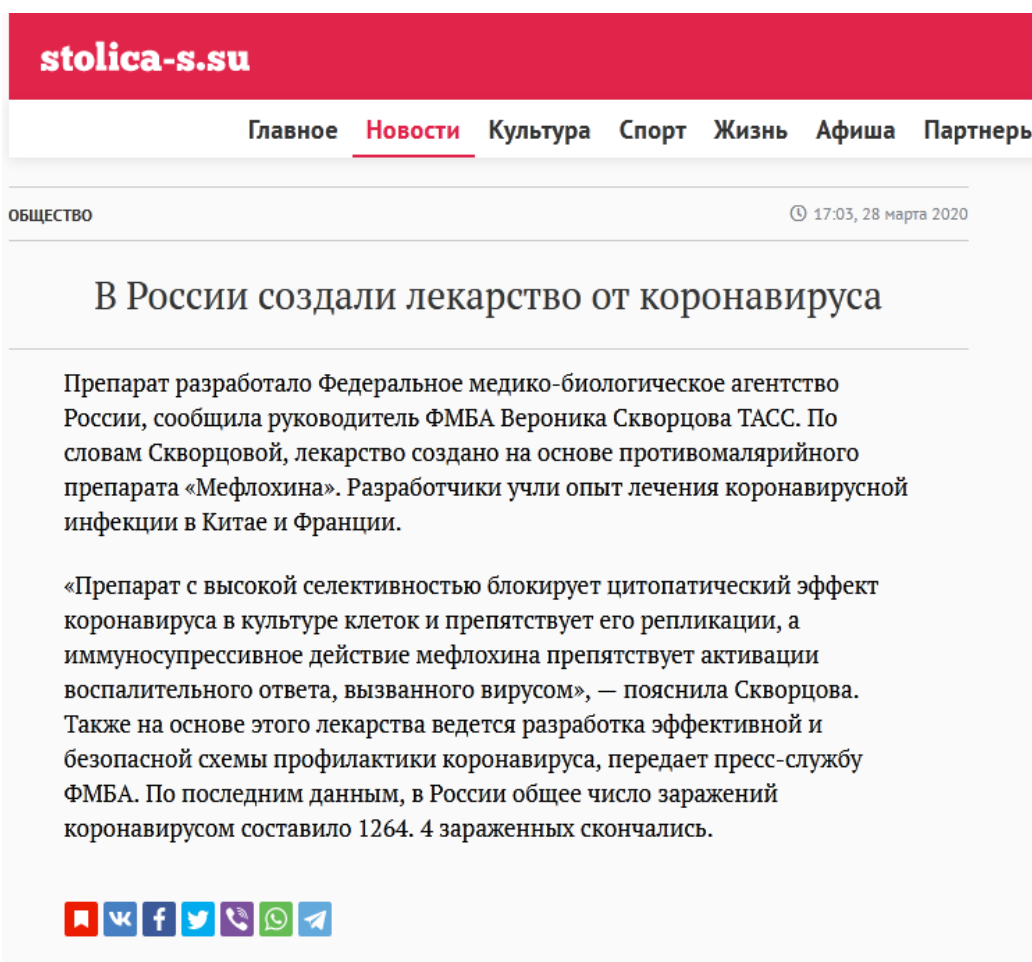 stolica-s.su
Главное Новости Культура Спорт Жизнь Афиша Партнеры
ОБЩЕСТВО 17:03, 28 марта 2020
В России создали лекарство от коронавируса
Препарат разработало Федеральное медико-биологическое агентство
России, сообщила руководитель ФМБА Вероника Скворцова ТАСС. По
словам Скворцовой, лекарство создано на основе противомалярийного
препарата «Мефлохина». Разработчики учли опыт лечения коронавирусной
инфекции в Китае и Франции.
«Препарат с высокой селективностью блокирует цитопатический эффект
коронавируса в культуре клеток и препятствует его репликации, а
иммуносупрессивное действие мефлохина препятствует активации
воспалительного ответа, вызванного вирусом», — пояснила Скворцова.
Также на основе этого лекарства ведется разработка эффективной и
безопасной схемы профилактики коронавируса, передает пресс-службу
ФМБА. По последним данным, в России общее число заражений
коронавирусом составило 1264. 4 зараженных скончались.